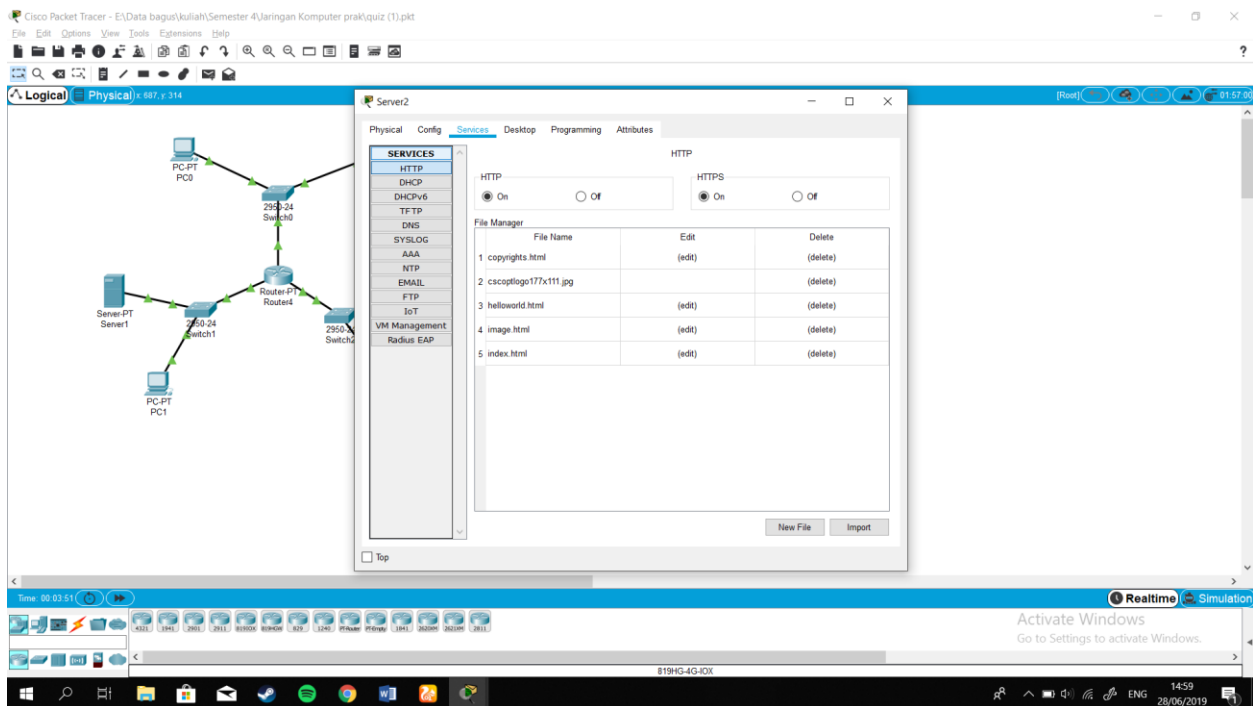 Cisco Packet Tracer - E:\Data bagus\kuliah\Semester 4\Jaringan Komputer prak\quiz (1).pkt
File Edit Options View Tools Extensions Help
?
Logical Physical x: 687, y: 314
[Root] 01:57:00
Server2
Physical Config Services Desktop Programming Attributes
SERVICES
HTTP
DHCP
DHCPv6
TFTP
DNS
SYSLOG
AAA
NTP
EMAIL
FTP
IoT
VM Management
Radius EAP
HTTP
HTTP
On Off
HTTPS
On Off
File Manager
File Name Edit Delete
1 copyrights.html (edit) (delete)
2 cscoptlogo177x111.jpg (delete)
3 helloworld.html (edit) (delete)
4 image.html (edit) (delete)
5 index.html (edit) (delete)
New File Import
Top
PC-PT
PC0
2950-24
Switch0
Router-PT
Router4
Server-PT
Server1
2950-24
Switch1
2950-2
Switch2
PC-PT
PC1
Time: 00:03:51
Realtime Simulation
4321 1941 2901 2911 819IOX 819HGW 829 1240 PT-Router PT-Empty 1841 2620XM 2621XM 2811
819HG-4G-IOX
Activate Windows
Go to Settings to activate Windows.
ENG
14:59
28/06/2019